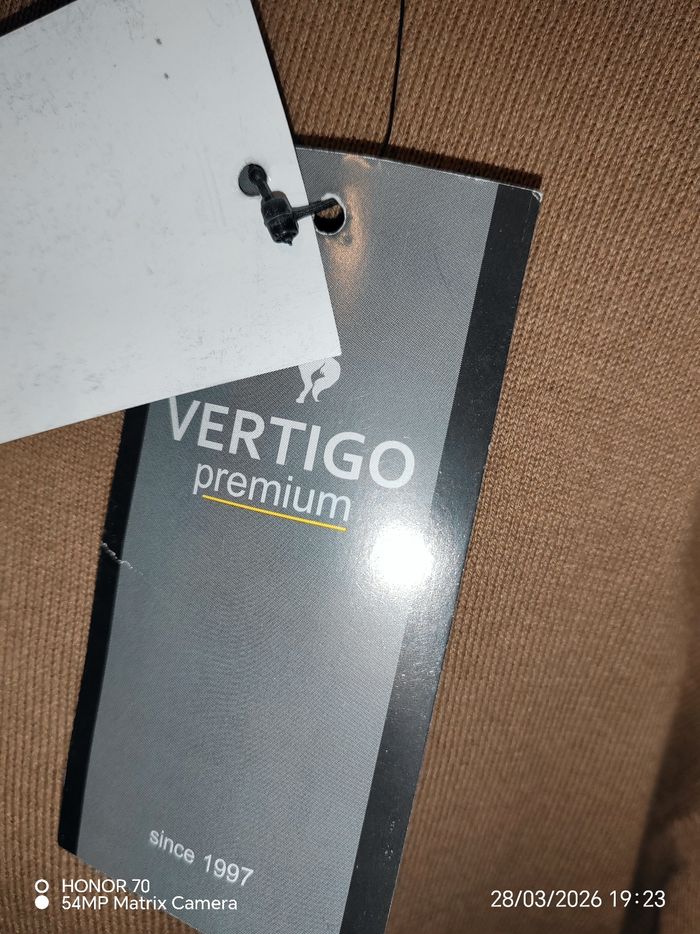 VERTIGO
premium
since 1997
HONOR 70
54MP Matrix Camera
28/03/2026 19:23